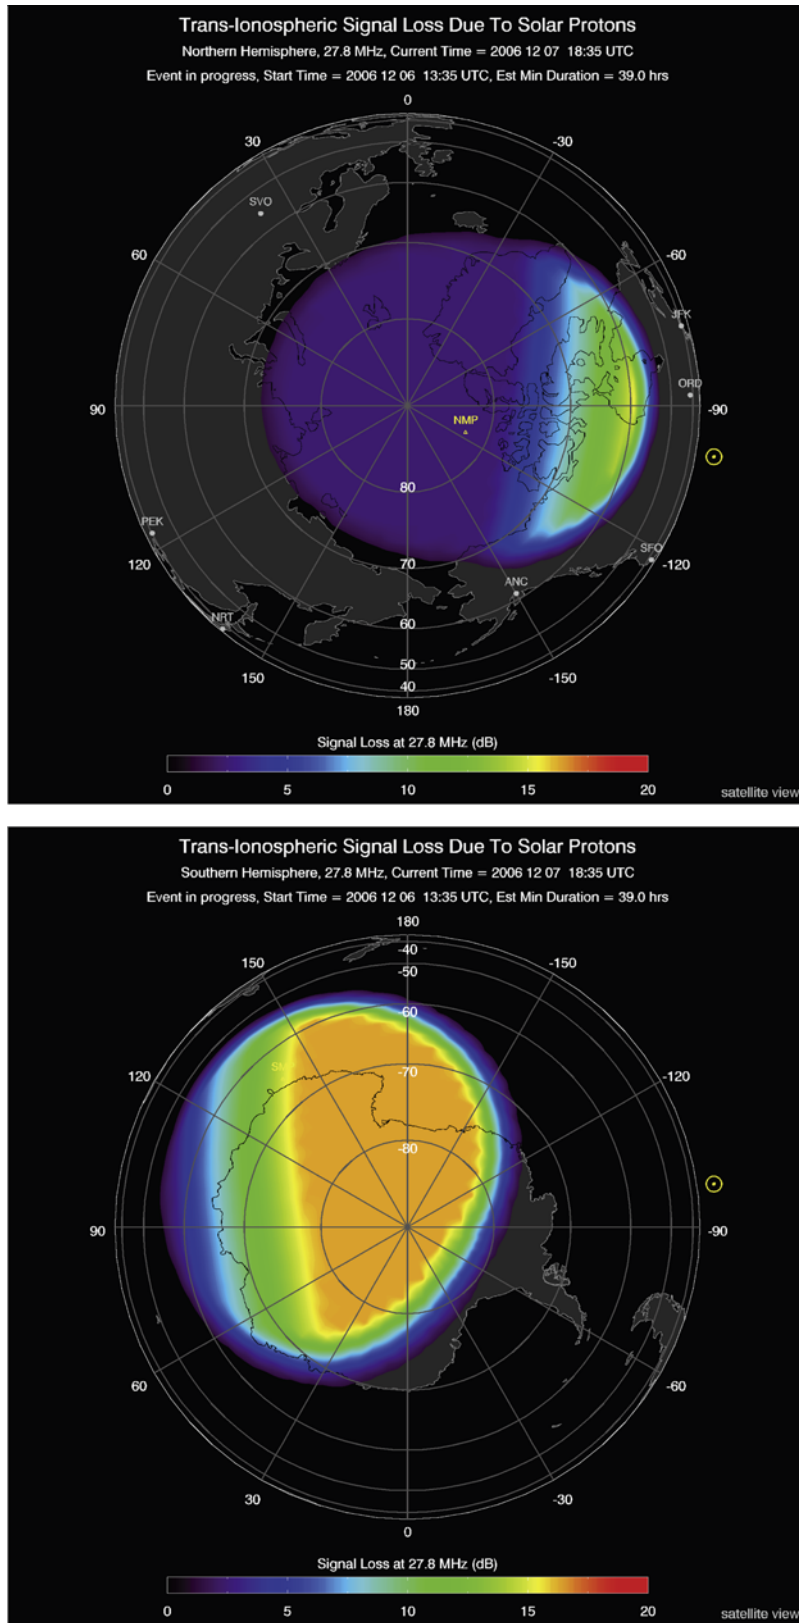 Trans-Ionospheric Signal Loss Due To Solar Protons
Northern Hemisphere, 27.8 MHz, Current Time = 2006 12 07 18:35 UTC
Event in progress, Start Time = 2006 12 06 13:35 UTC, Est Min Duration = 39.0 hrs
0
30
-30
SVO
60
-60
JFK
ORD
90
-90
NMP
80
PEK
SFO
120
-120
70
ANC
NRT
60
150
-150
50
40
180
Signal Loss at 27.8 MHz (dB)
0 5 10 15 20
satellite view
Trans-Ionospheric Signal Loss Due To Solar Protons
Southern Hemisphere, 27.8 MHz, Current Time = 2006 12 07 18:35 UTC
Event in progress, Start Time = 2006 12 06 13:35 UTC, Est Min Duration = 39.0 hrs
180
-40
150
-150
-50
-60
120
-120
-70
-80
90
-90
60
-60
30
-30
0
Signal Loss at 27.8 MHz (dB)
0 5 10 15 20